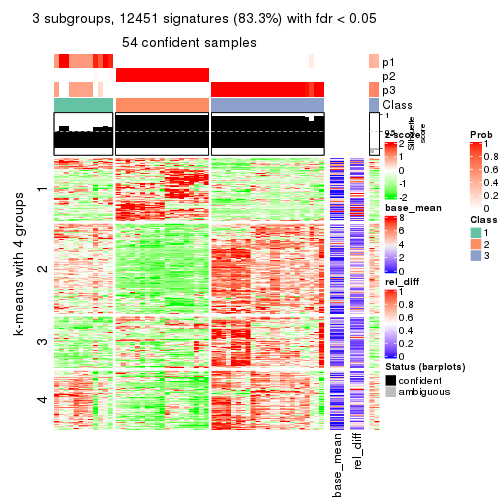 3 subgroups, 12451 signatures (83.3%) with fdr < 0.05
54 confident samples
p1
p2
p3
Class
1
0.5
Silhouette
score
k-means with 4 groups
1
2
3
4
base_mean
rel_diff
z-score
2
1
0
-1
-2
base_mean
8
6
4
2
0
rel_diff
1
0.8
0.6
0.4
0.2
0
Status (barplots)
confident
ambiguous
Prob
1
0.8
0.6
0.4
0.2
0
Class
1
2
3